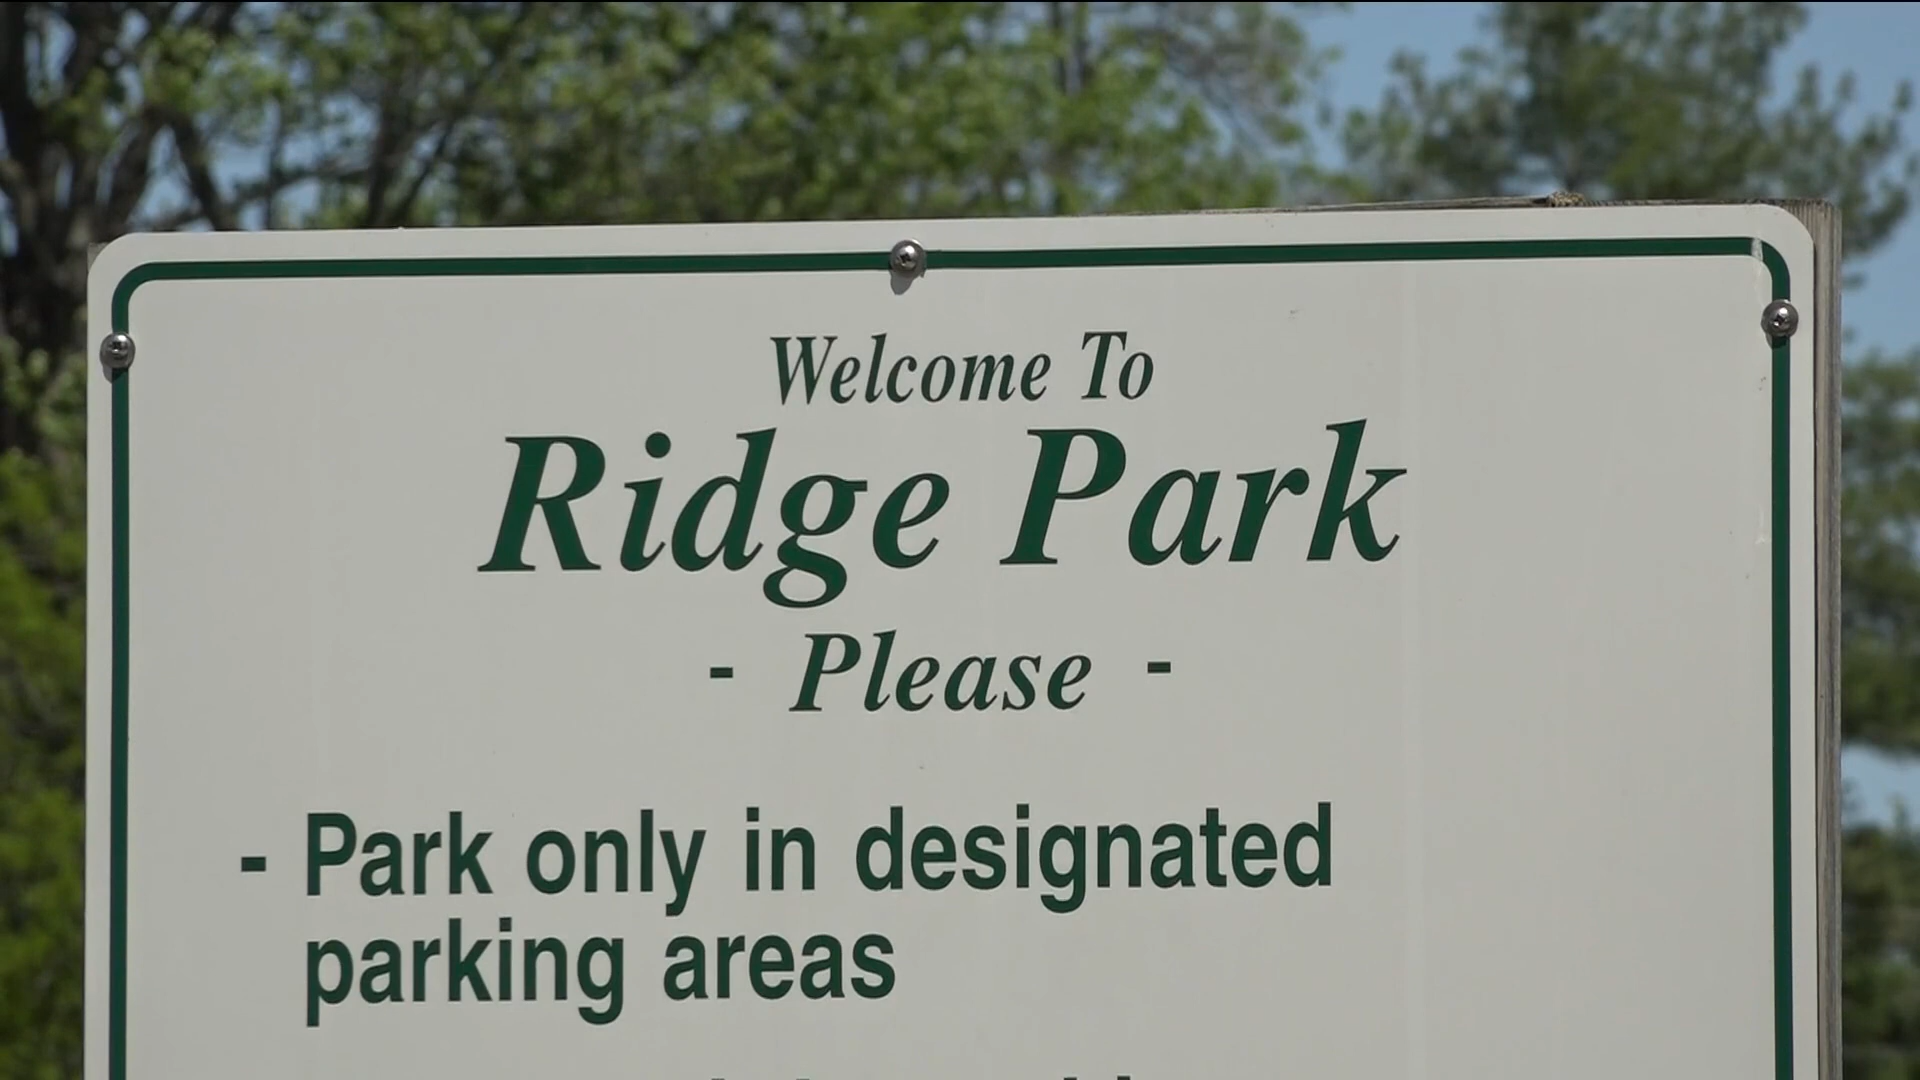 Welcome To
Ridge Park
- Please -
- Park only in designated
parking areas